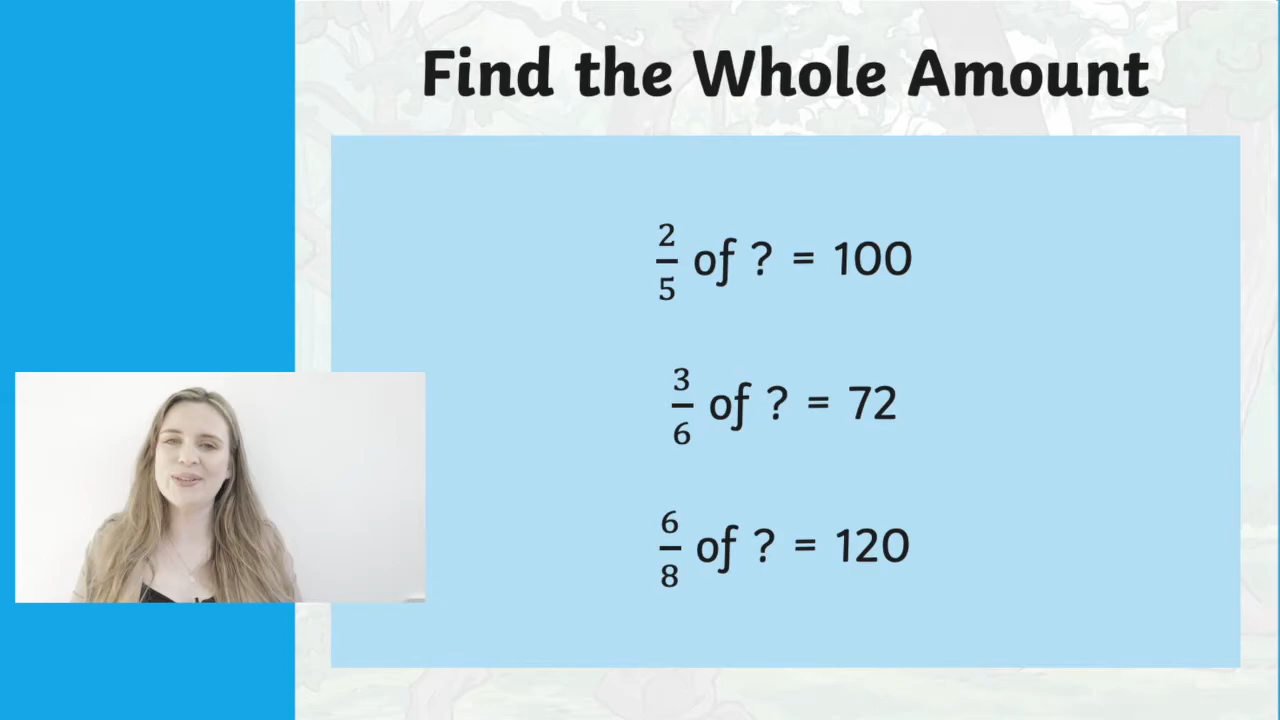 Find the Whole Amount
2/5 of ? = 100
3/6 of ? = 72
6/8 of ? = 120